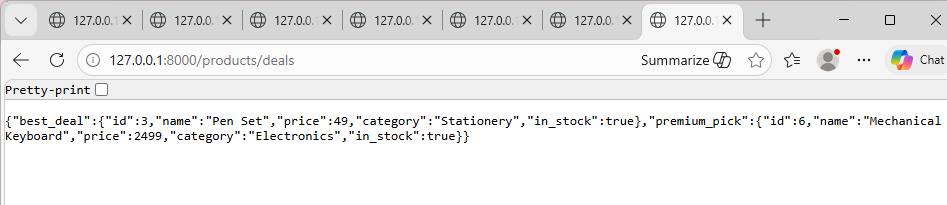 127.0.0.1
127.0.0.1
127.0.0.1
127.0.0.1
127.0.0.1
127.0.0.1
127.0.0.1
127.0.0.1:8000/products/deals
Summarize
Chat
Pretty-print
{"best_deal":{"id":3,"name":"Pen Set","price":49,"category":"Stationery","in_stock":true},"premium_pick":{"id":6,"name":"Mechanical
Keyboard","price":2499,"category":"Electronics","in_stock":true}}